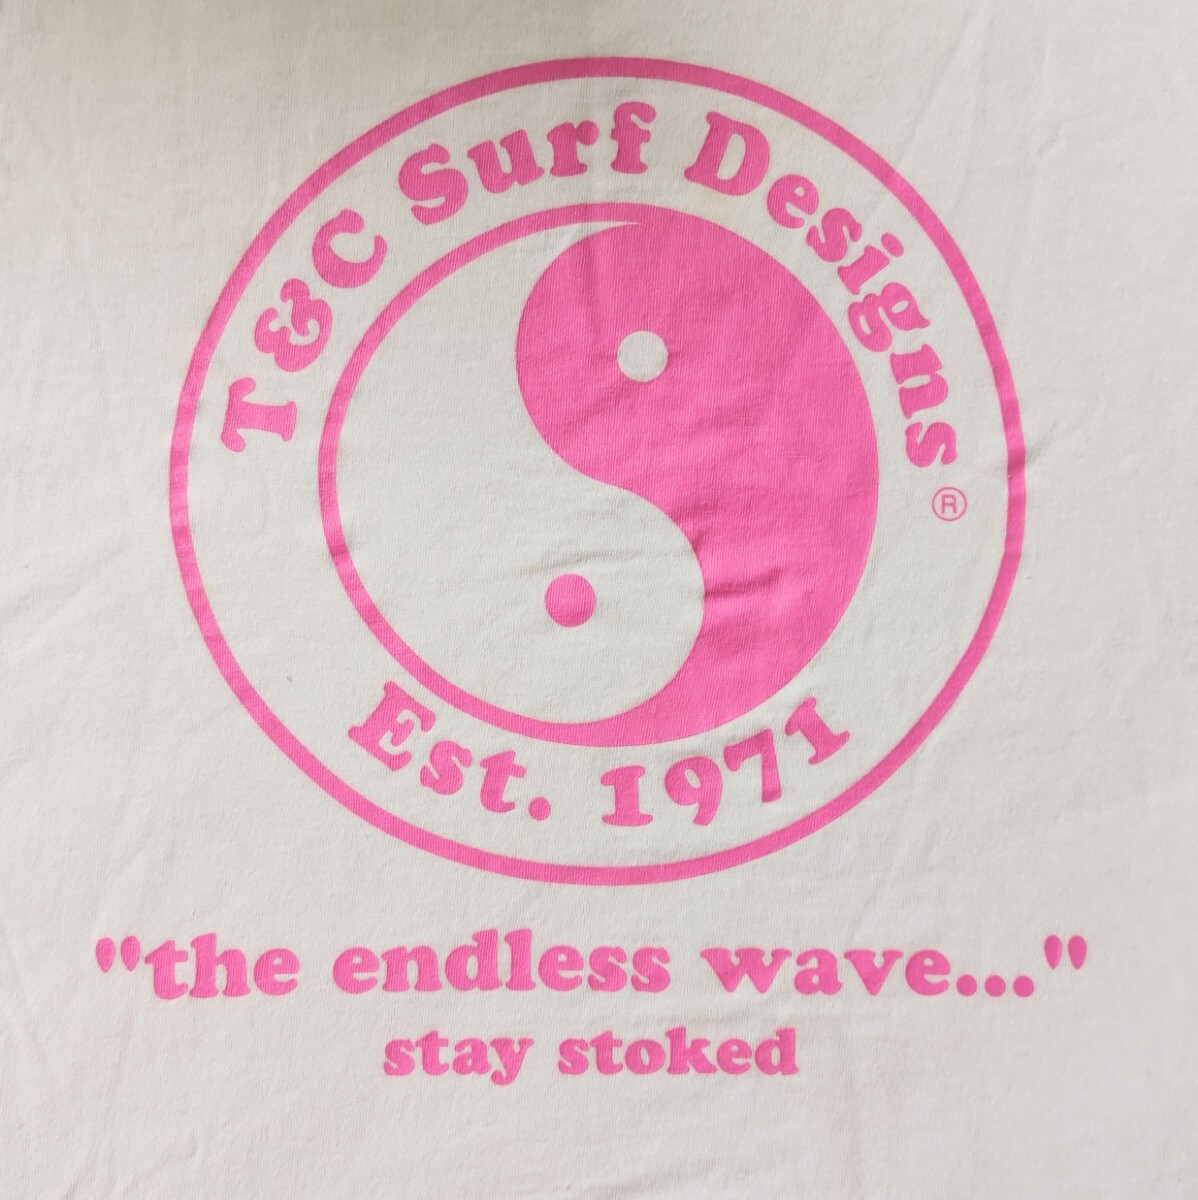 T&C Surf Designs ®
Est. 1971
"the endless wave..."
stay stoked